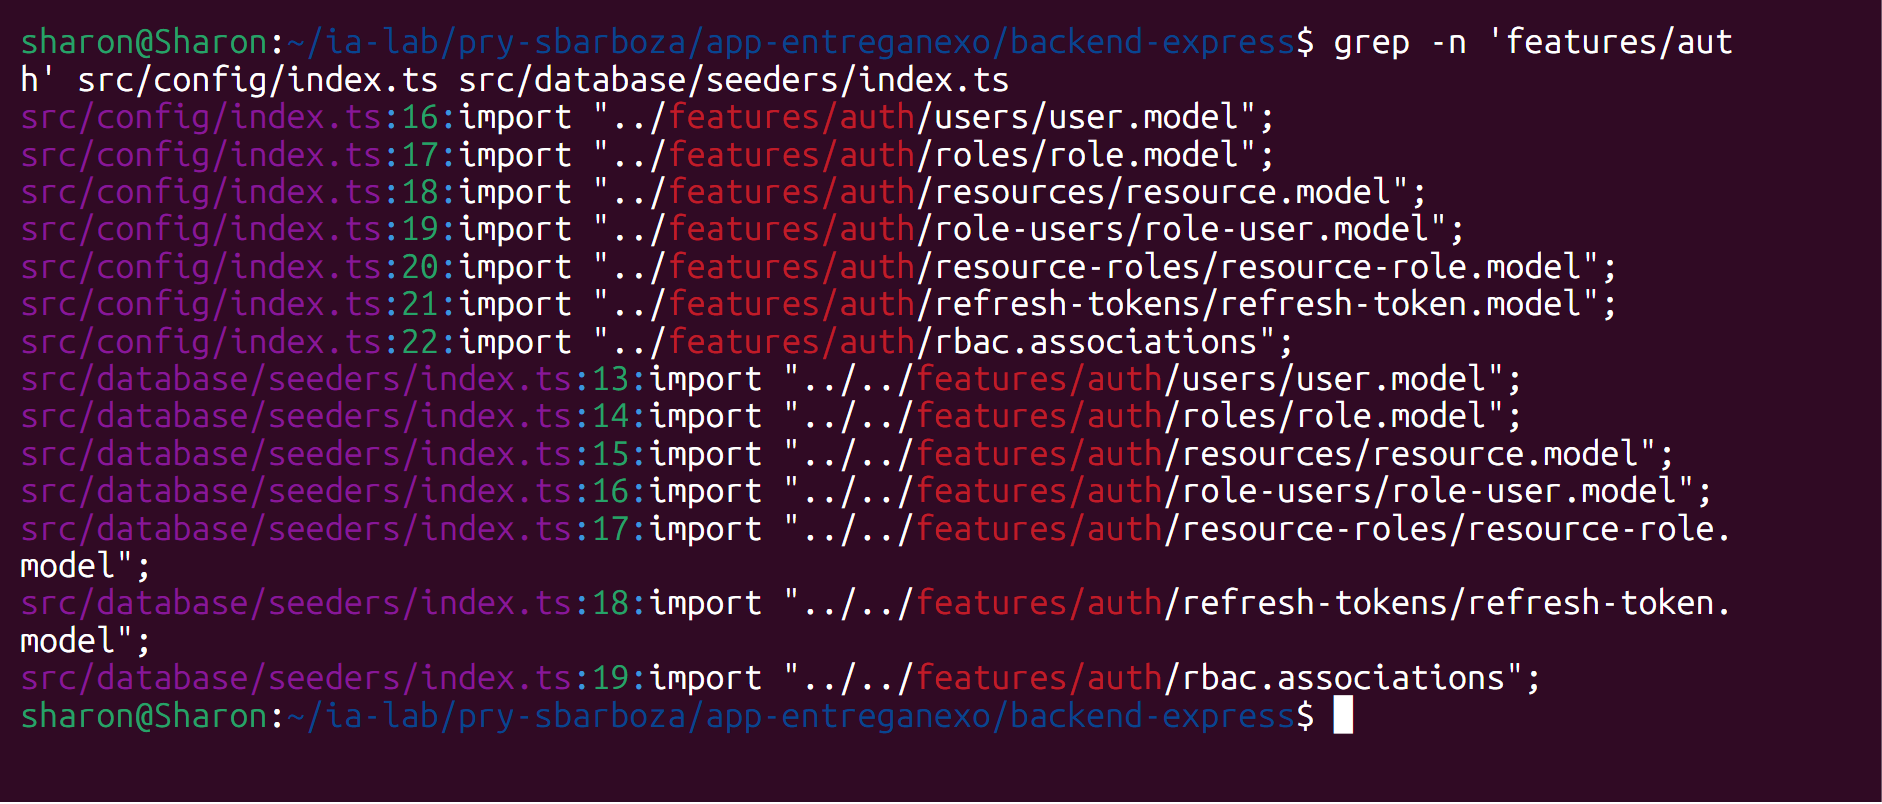 sharon@Sharon:~/ia-lab/pry-sbarboza/app-entreganexo/backend-express$ grep -n 'features/aut
h' src/config/index.ts src/database/seeders/index.ts
src/config/index.ts:16:import "../features/auth/users/user.model";
src/config/index.ts:17:import "../features/auth/roles/role.model";
src/config/index.ts:18:import "../features/auth/resources/resource.model";
src/config/index.ts:19:import "../features/auth/role-users/role-user.model";
src/config/index.ts:20:import "../features/auth/resource-roles/resource-role.model";
src/config/index.ts:21:import "../features/auth/refresh-tokens/refresh-token.model";
src/config/index.ts:22:import "../features/auth/rbac.associations";
src/database/seeders/index.ts:13:import "../../features/auth/users/user.model";
src/database/seeders/index.ts:14:import "../../features/auth/roles/role.model";
src/database/seeders/index.ts:15:import "../../features/auth/resources/resource.model";
src/database/seeders/index.ts:16:import "../../features/auth/role-users/role-user.model";
src/database/seeders/index.ts:17:import "../../features/auth/resource-roles/resource-role.
model";
src/database/seeders/index.ts:18:import "../../features/auth/refresh-tokens/refresh-token.
model";
src/database/seeders/index.ts:19:import "../../features/auth/rbac.associations";
sharon@Sharon:~/ia-lab/pry-sbarboza/app-entreganexo/backend-express$